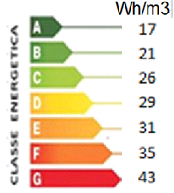 Wh/m3
CLASSE ENERGETICA
A 17
B 21
C 26
D 29
E 31
F 35
G 43